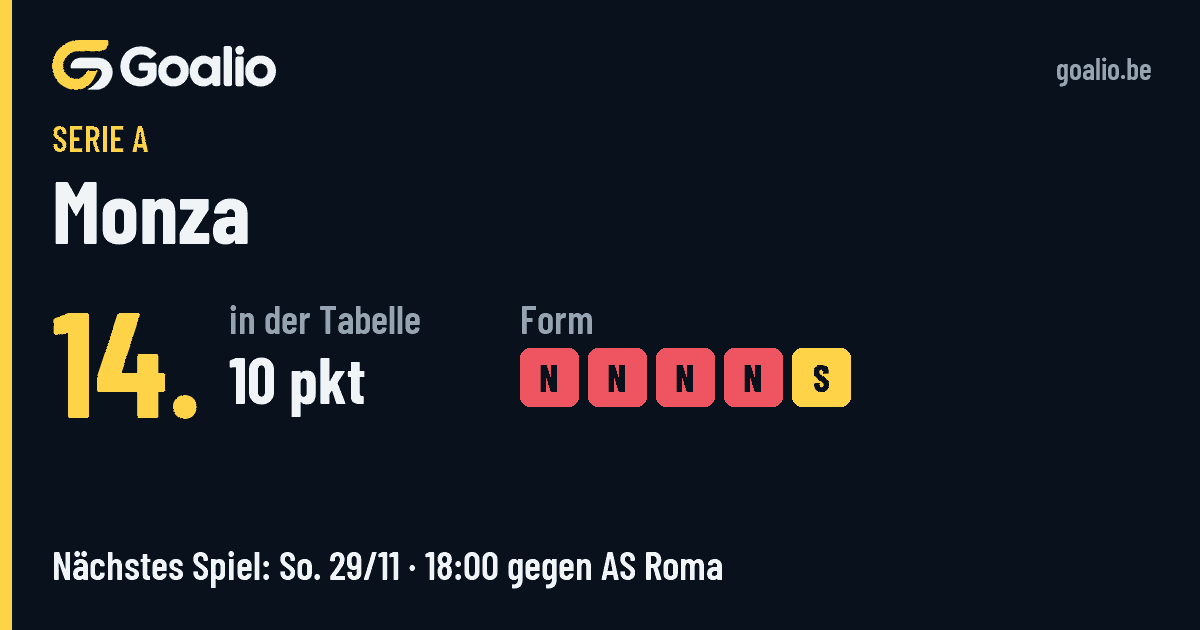 Goalio
goalio.be
SERIE A
Monza
14.
in der Tabelle
10 pkt
Form
N N N N S
Nächstes Spiel: So. 29/11 · 18:00 gegen AS Roma